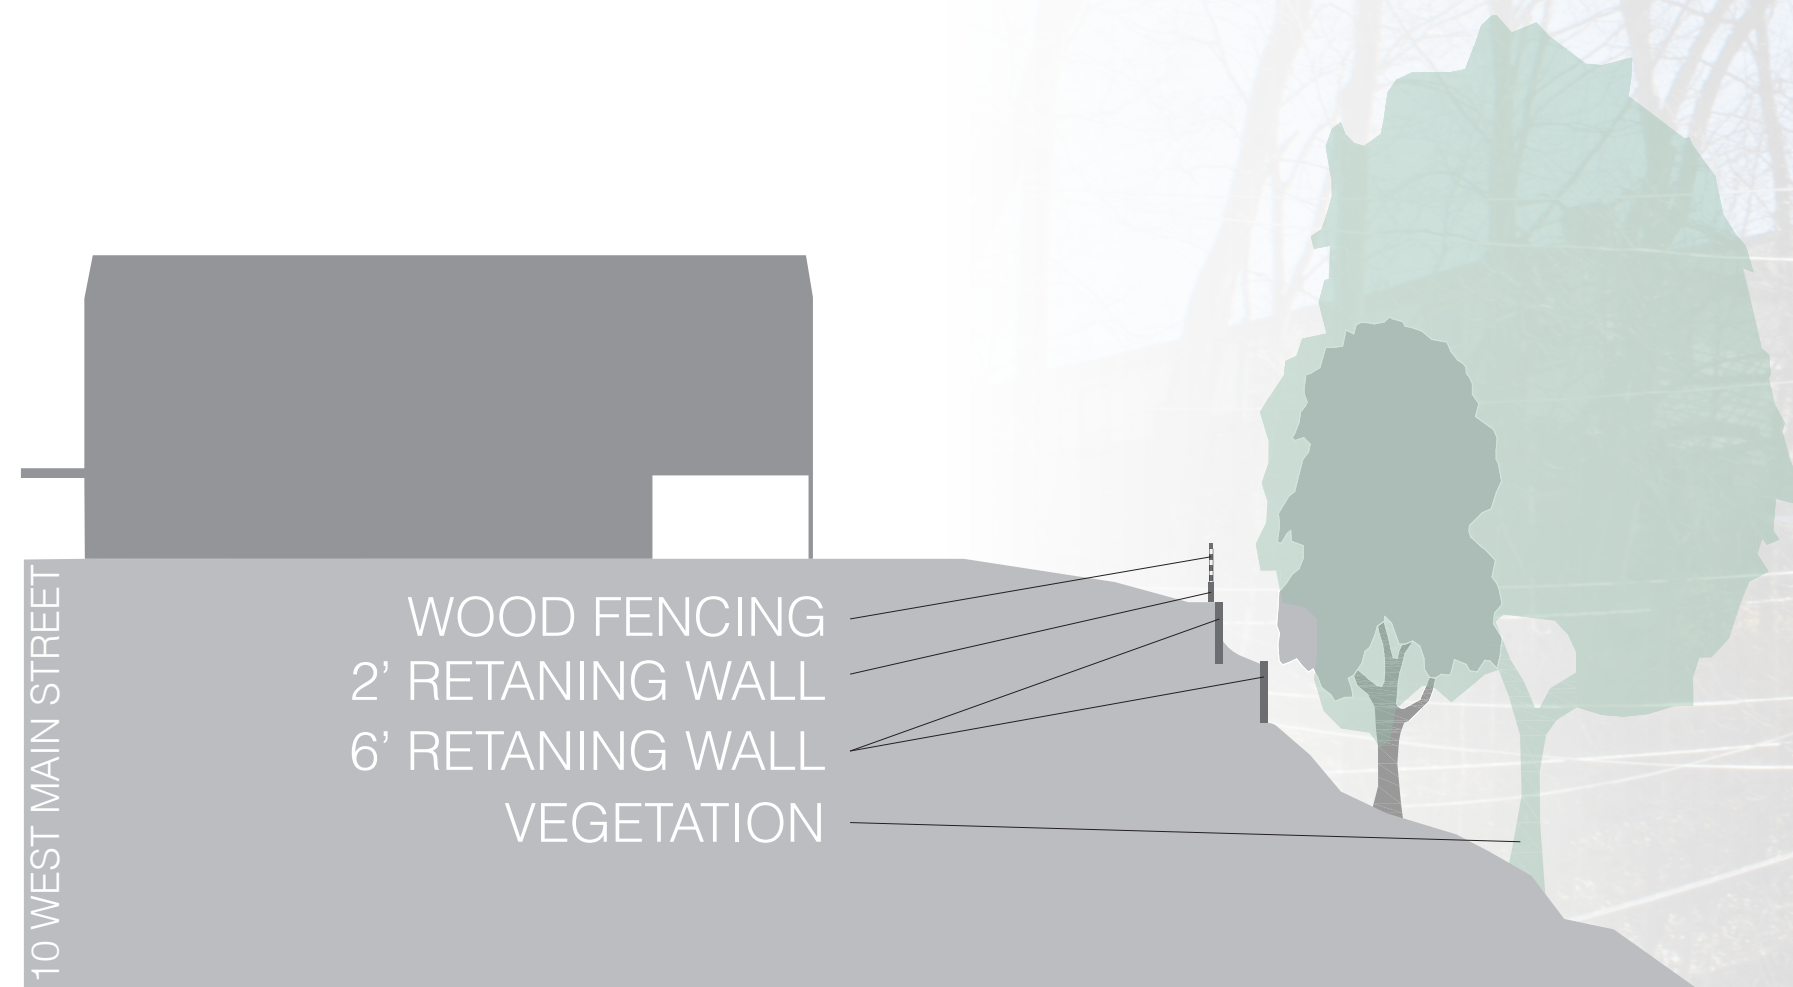 WOOD FENCING
2’ RETANING WALL
6’ RETANING WALL
VEGETATION
10 WEST MAIN STREET